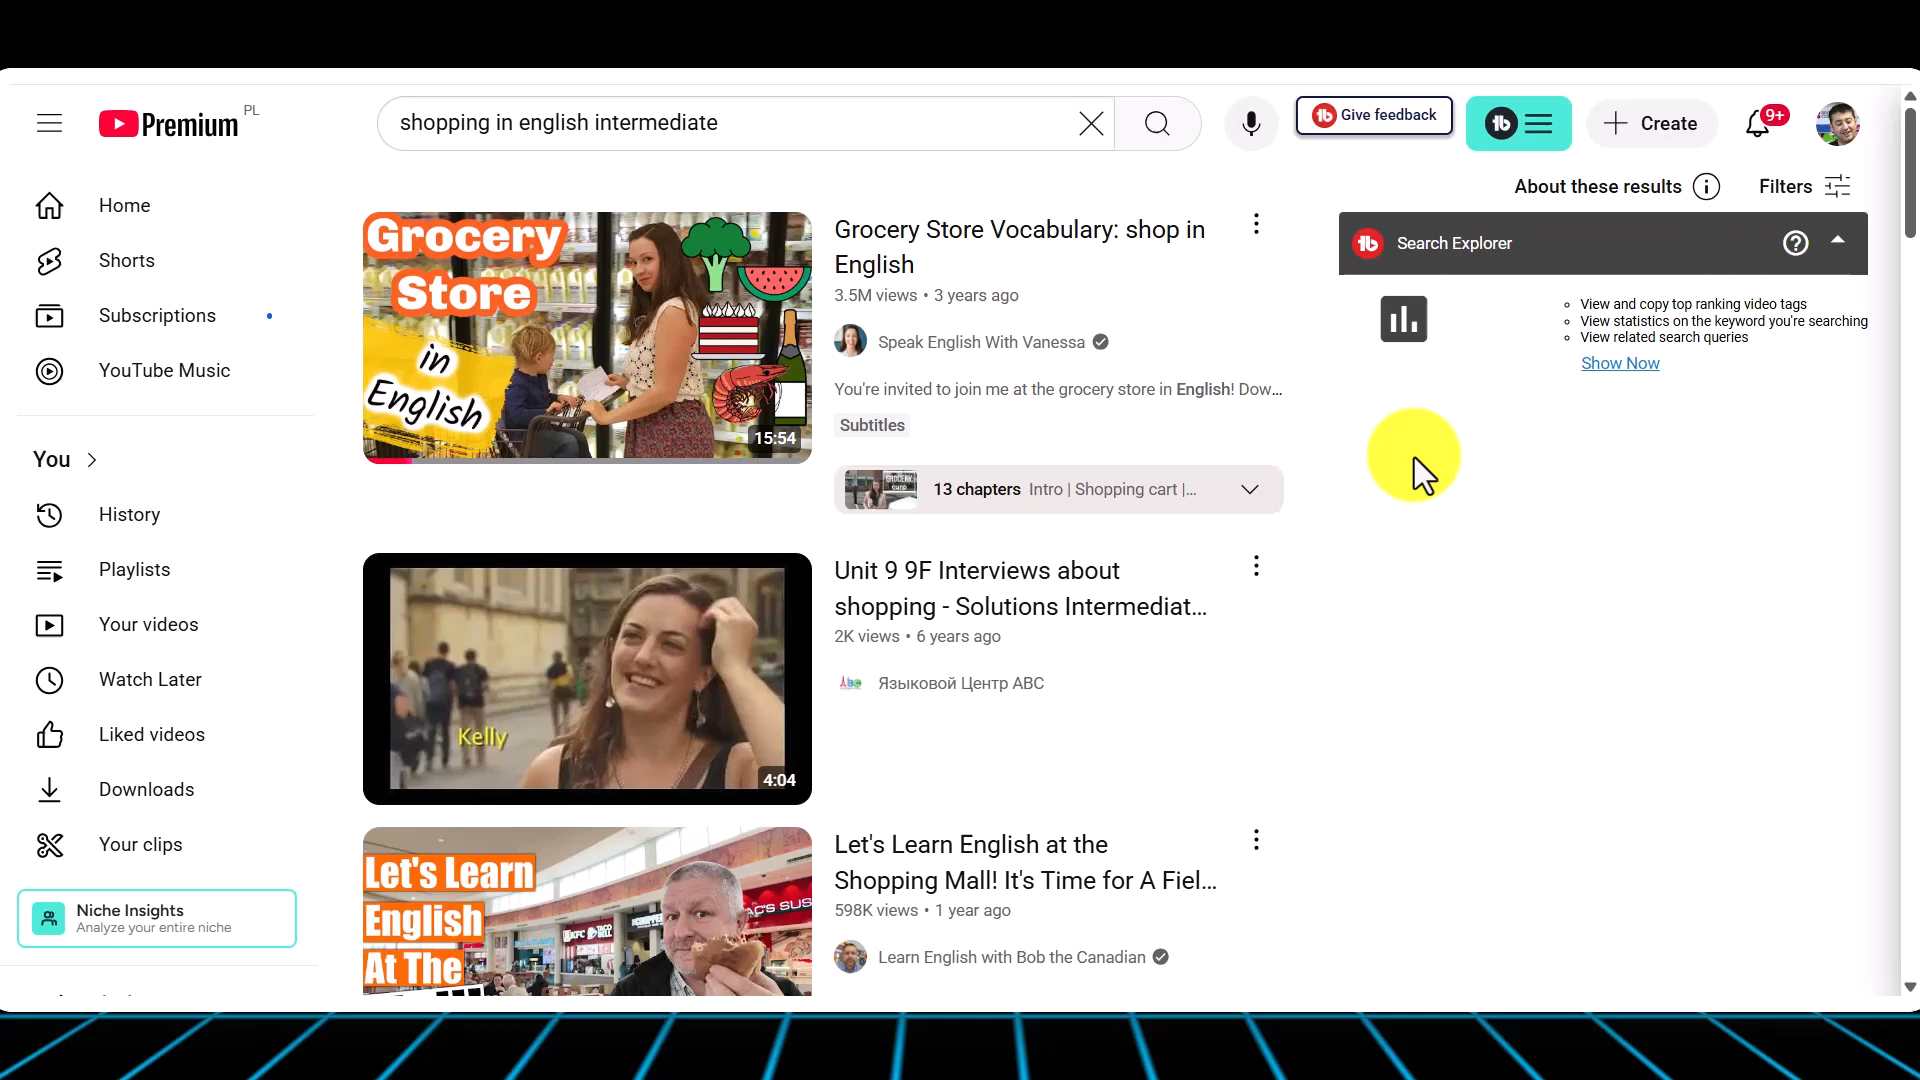 Premium PL
shopping in english intermediate
Give feedback
Create
9+
About these results
Filters
Home
Shorts
Subscriptions
YouTube Music
You
History
Playlists
Your videos
Watch Later
Liked videos
Downloads
Your clips
Niche Insights
Analyze your entire niche
Grocery
Store
in
English
15:54
Grocery Store Vocabulary: shop in
English
3.5M views • 3 years ago
Speak English With Vanessa
You're invited to join me at the grocery store in English! Dow...
Subtitles
13 chapters Intro | Shopping cart |...
Kelly
4:04
Unit 9 9F Interviews about
shopping - Solutions Intermediat...
2K views • 6 years ago
Языковой Центр ABC
Let's Learn
English
At The
KFC
TACO
BELL
Let's Learn English at the
Shopping Mall! It's Time for A Fiel...
598K views • 1 year ago
Learn English with Bob the Canadian
Search Explorer
View and copy top ranking video tags
View statistics on the keyword you're searching
View related search queries
Show Now